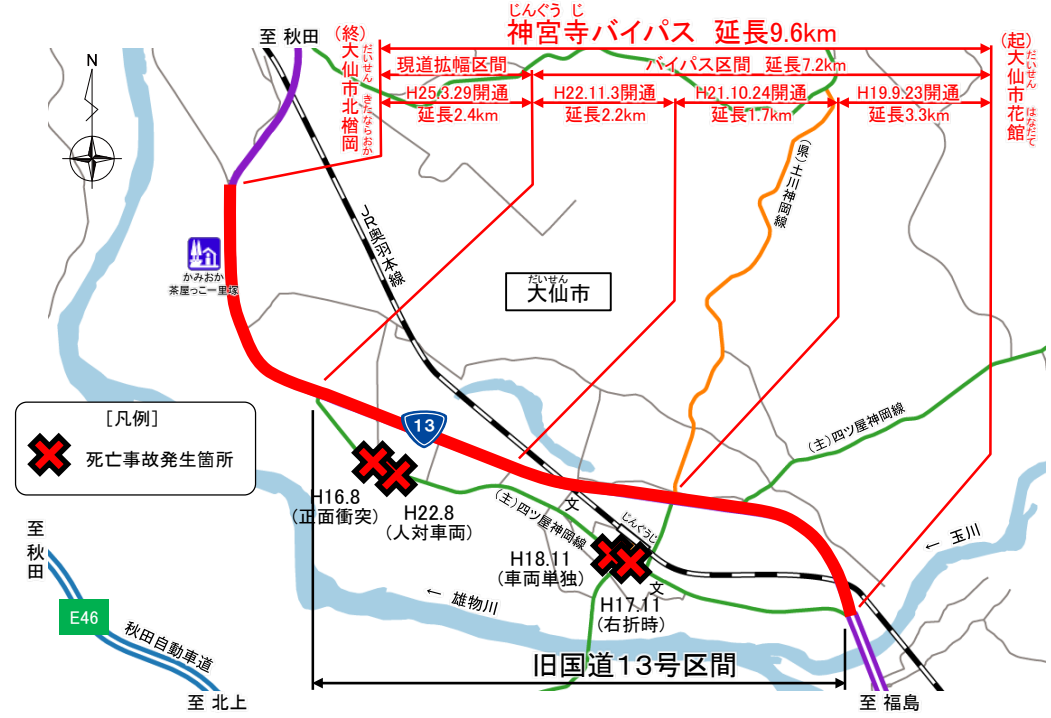 じんぐう じ
神宮寺バイパス 延長9.6km
至 秋田
(終)大仙市北楢岡
だいせん きたならおか
(起)大仙市花館
だいせん はなだて
現道拡幅区間
バイパス区間 延長7.2km
H25.3.29開通
延長2.4km
H22.11.3開通
延長2.2km
H21.10.24開通
延長1.7km
H19.9.23開通
延長3.3km
N
(県)土川神岡線
JR奥羽本線
かみおか
茶屋っこ一里塚
だいせん
大仙市
[凡例]
死亡事故発生箇所
13
(主)四ツ屋神岡線
H16.8
(正面衝突)
H22.8
(人対車両)
文
(主)四ツ屋神岡線
じんぐうじ
H18.11
(車両単独)
文
H17.11
(右折時)
← 玉川
← 雄物川
至 秋田
E46
秋田自動車道
至 北上
旧国道13号区間
至 福島